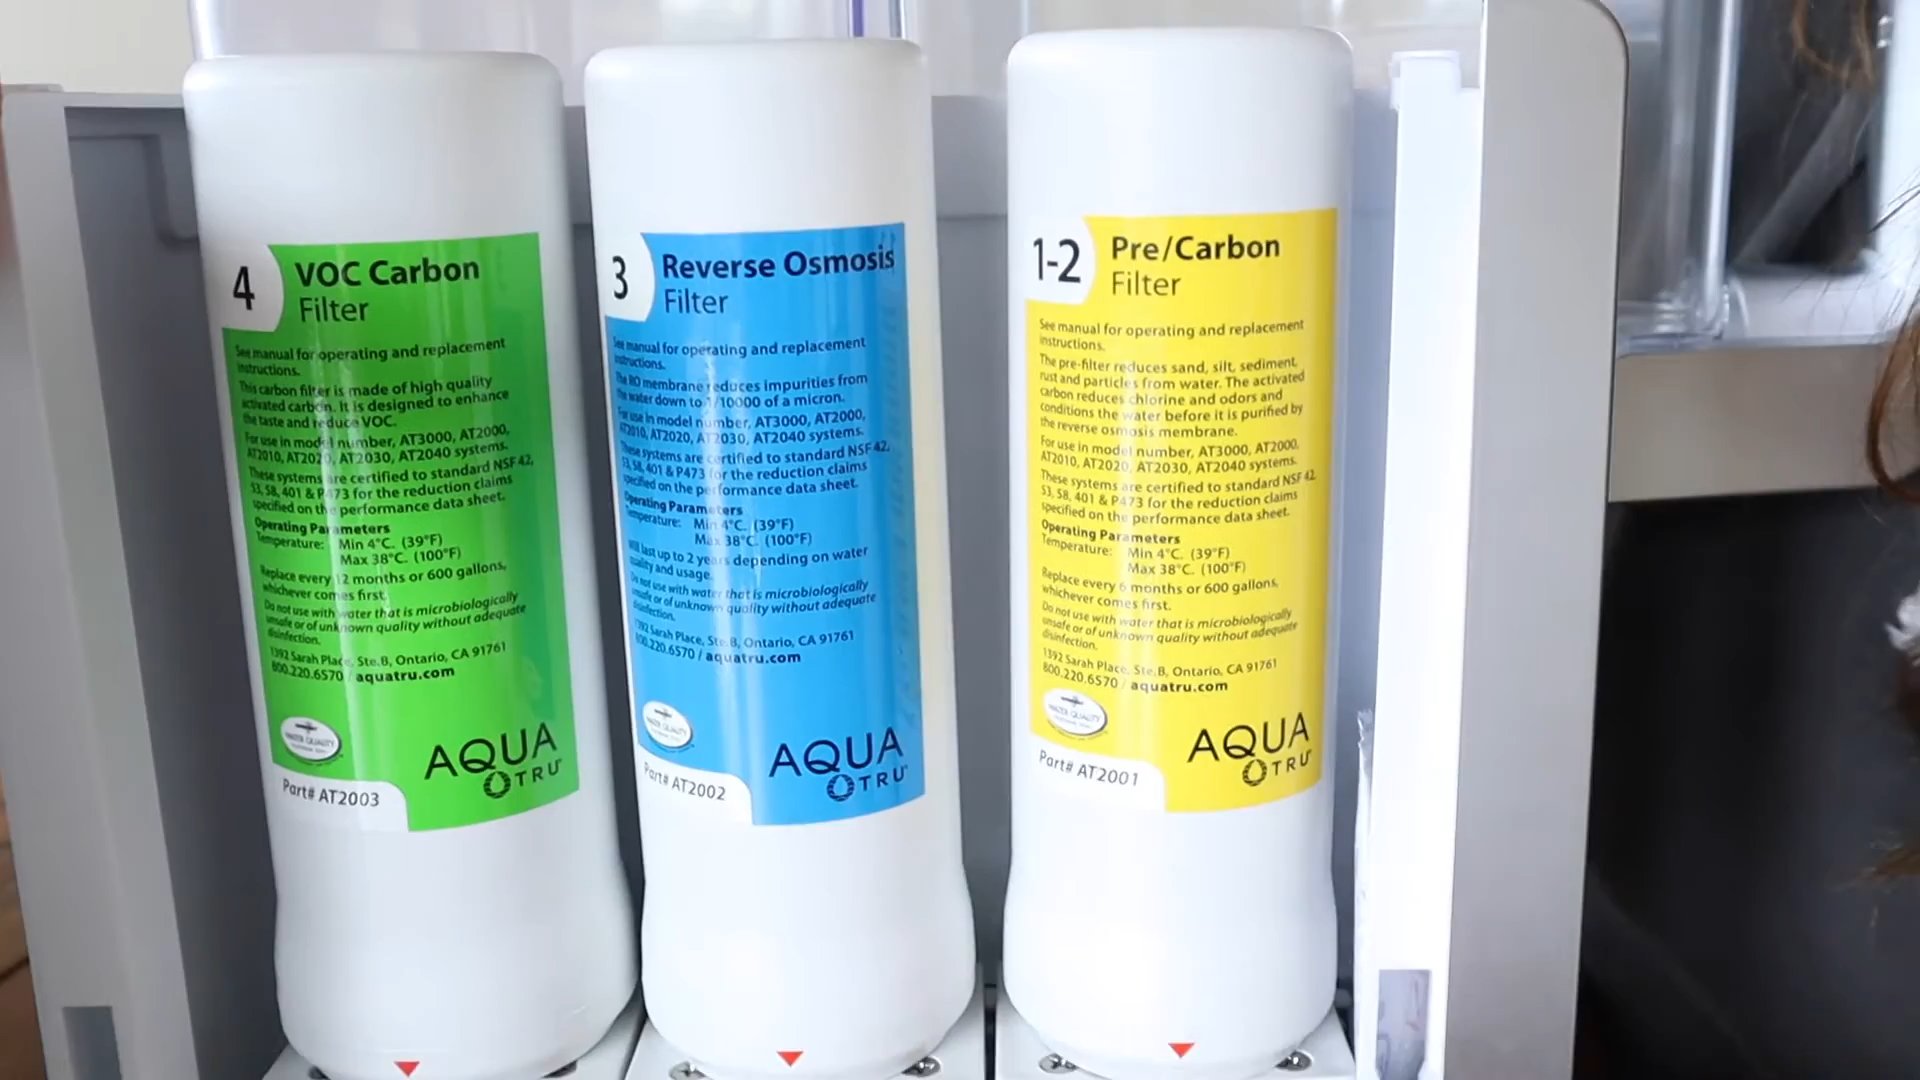 4
VOC Carbon
Filter
See manual for operating and replacement
instructions.
This carbon filter is made of high quality
activated carbon. It is designed to enhance
the taste and reduce VOC.
For use in model number, AT3000, AT2000,
AT2010, AT2020, AT2030, AT2040 systems.
These systems are certified to standard NSF 42,
53, 58, 401 & P473 for the reduction claims
specified on the performance data sheet.
Operating Parameters
Temperature: Min 4°C. (39°F)
Max 38°C. (100°F)
Replace every 12 months or 600 gallons,
whichever comes first.
Do not use with water that is microbiologically
unsafe or of unknown quality without adequate
disinfection.
1392 Sarah Place, Ste.B, Ontario, CA 91761
800.220.6570 / aquatru.com
WATER QUALITY
AQUA
TRU
Part# AT2003
3
Reverse Osmosis
Filter
See manual for operating and replacement
instructions.
The RO membrane reduces impurities from
the water down to 1/10000 of a micron.
For use in model number, AT3000, AT2000,
AT2010, AT2020, AT2030, AT2040 systems.
These systems are certified to standard NSF 42,
53, 58, 401 & P473 for the reduction claims
specified on the performance data sheet.
Operating Parameters
Temperature: Min 4°C. (39°F)
Max 38°C. (100°F)
Will last up to 2 years depending on water
quality and usage.
Do not use with water that is microbiologically
unsafe or of unknown quality without adequate
disinfection.
1392 Sarah Place, Ste.B, Ontario, CA 91761
800.220.6570 / aquatru.com
WATER QUALITY
AQUA
TRU
Part# AT2002
1-2
Pre/Carbon
Filter
See manual for operating and replacement
instructions.
The pre-filter reduces sand, silt, sediment,
rust and particles from water. The activated
carbon reduces chlorine and odors and
conditions the water before it is purified by
the reverse osmosis membrane.
For use in model number, AT3000, AT2000,
AT2010, AT2020, AT2030, AT2040 systems.
These systems are certified to standard NSF 42,
53, 58, 401 & P473 for the reduction claims
specified on the performance data sheet.
Operating Parameters
Temperature: Min 4°C. (39°F)
Max 38°C. (100°F)
Replace every 6 months or 600 gallons,
whichever comes first.
Do not use with water that is microbiologically
unsafe or of unknown quality without adequate
disinfection.
1392 Sarah Place, Ste.B, Ontario, CA 91761
800.220.6570 / aquatru.com
WATER QUALITY
AQUA
TRU
Part# AT2001